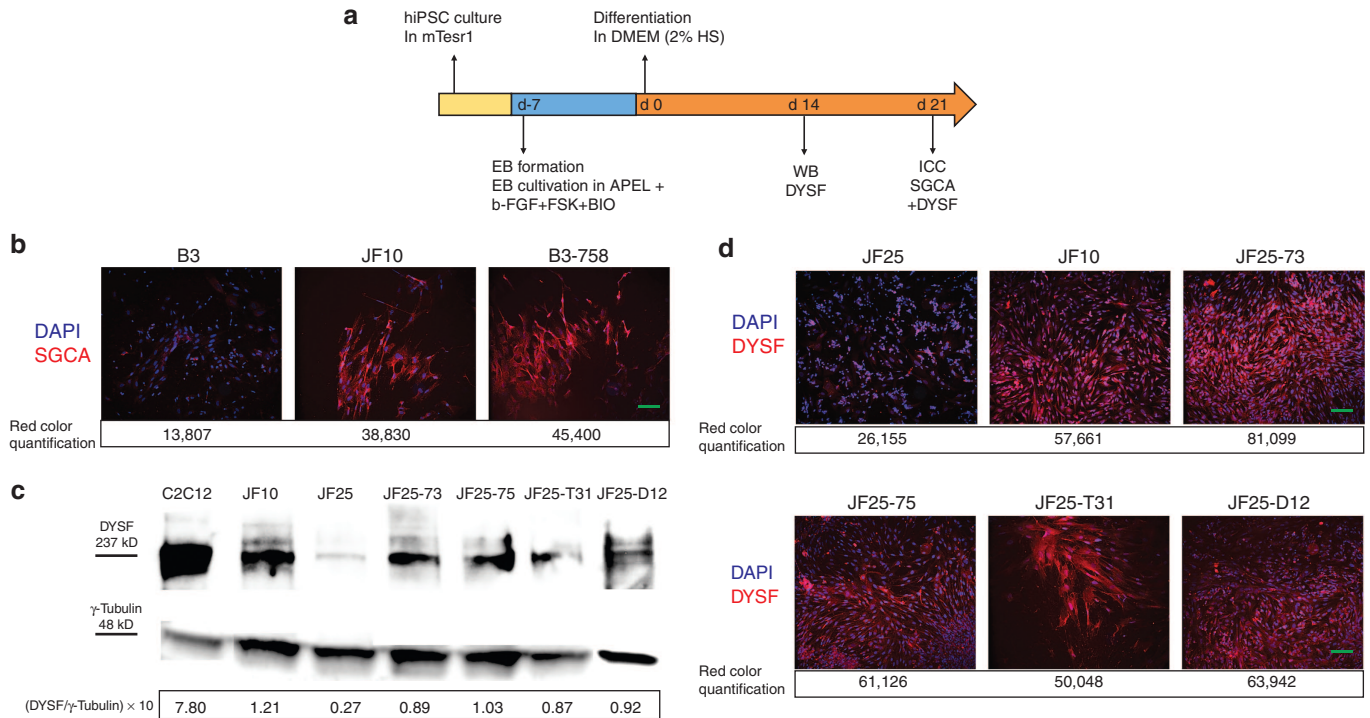 a
hiPSC culture
In mTesr1
Differentiation
In DMEM (2% HS)
d-7
d 0
d 14
d 21
EB formation
EB cultivation in APEL +
b-FGF+FSK+BIO
WB
DYSF
ICC
SGCA
+DYSF
b
B3
JF10
B3-758
DAPI
SGCA
Red color
quantification
13,807
38,830
45,400
c
C2C12
JF10
JF25
JF25-73
JF25-75
JF25-T31
JF25-D12
DYSF
237 kD
γ-Tubulin
48 kD
(DYSF/γ-Tubulin) × 10
7.80
1.21
0.27
0.89
1.03
0.87
0.92
d
JF25
JF10
JF25-73
DAPI
DYSF
Red color
quantification
26,155
57,661
81,099
JF25-75
JF25-T31
JF25-D12
DAPI
DYSF
Red color
quantification
61,126
50,048
63,942